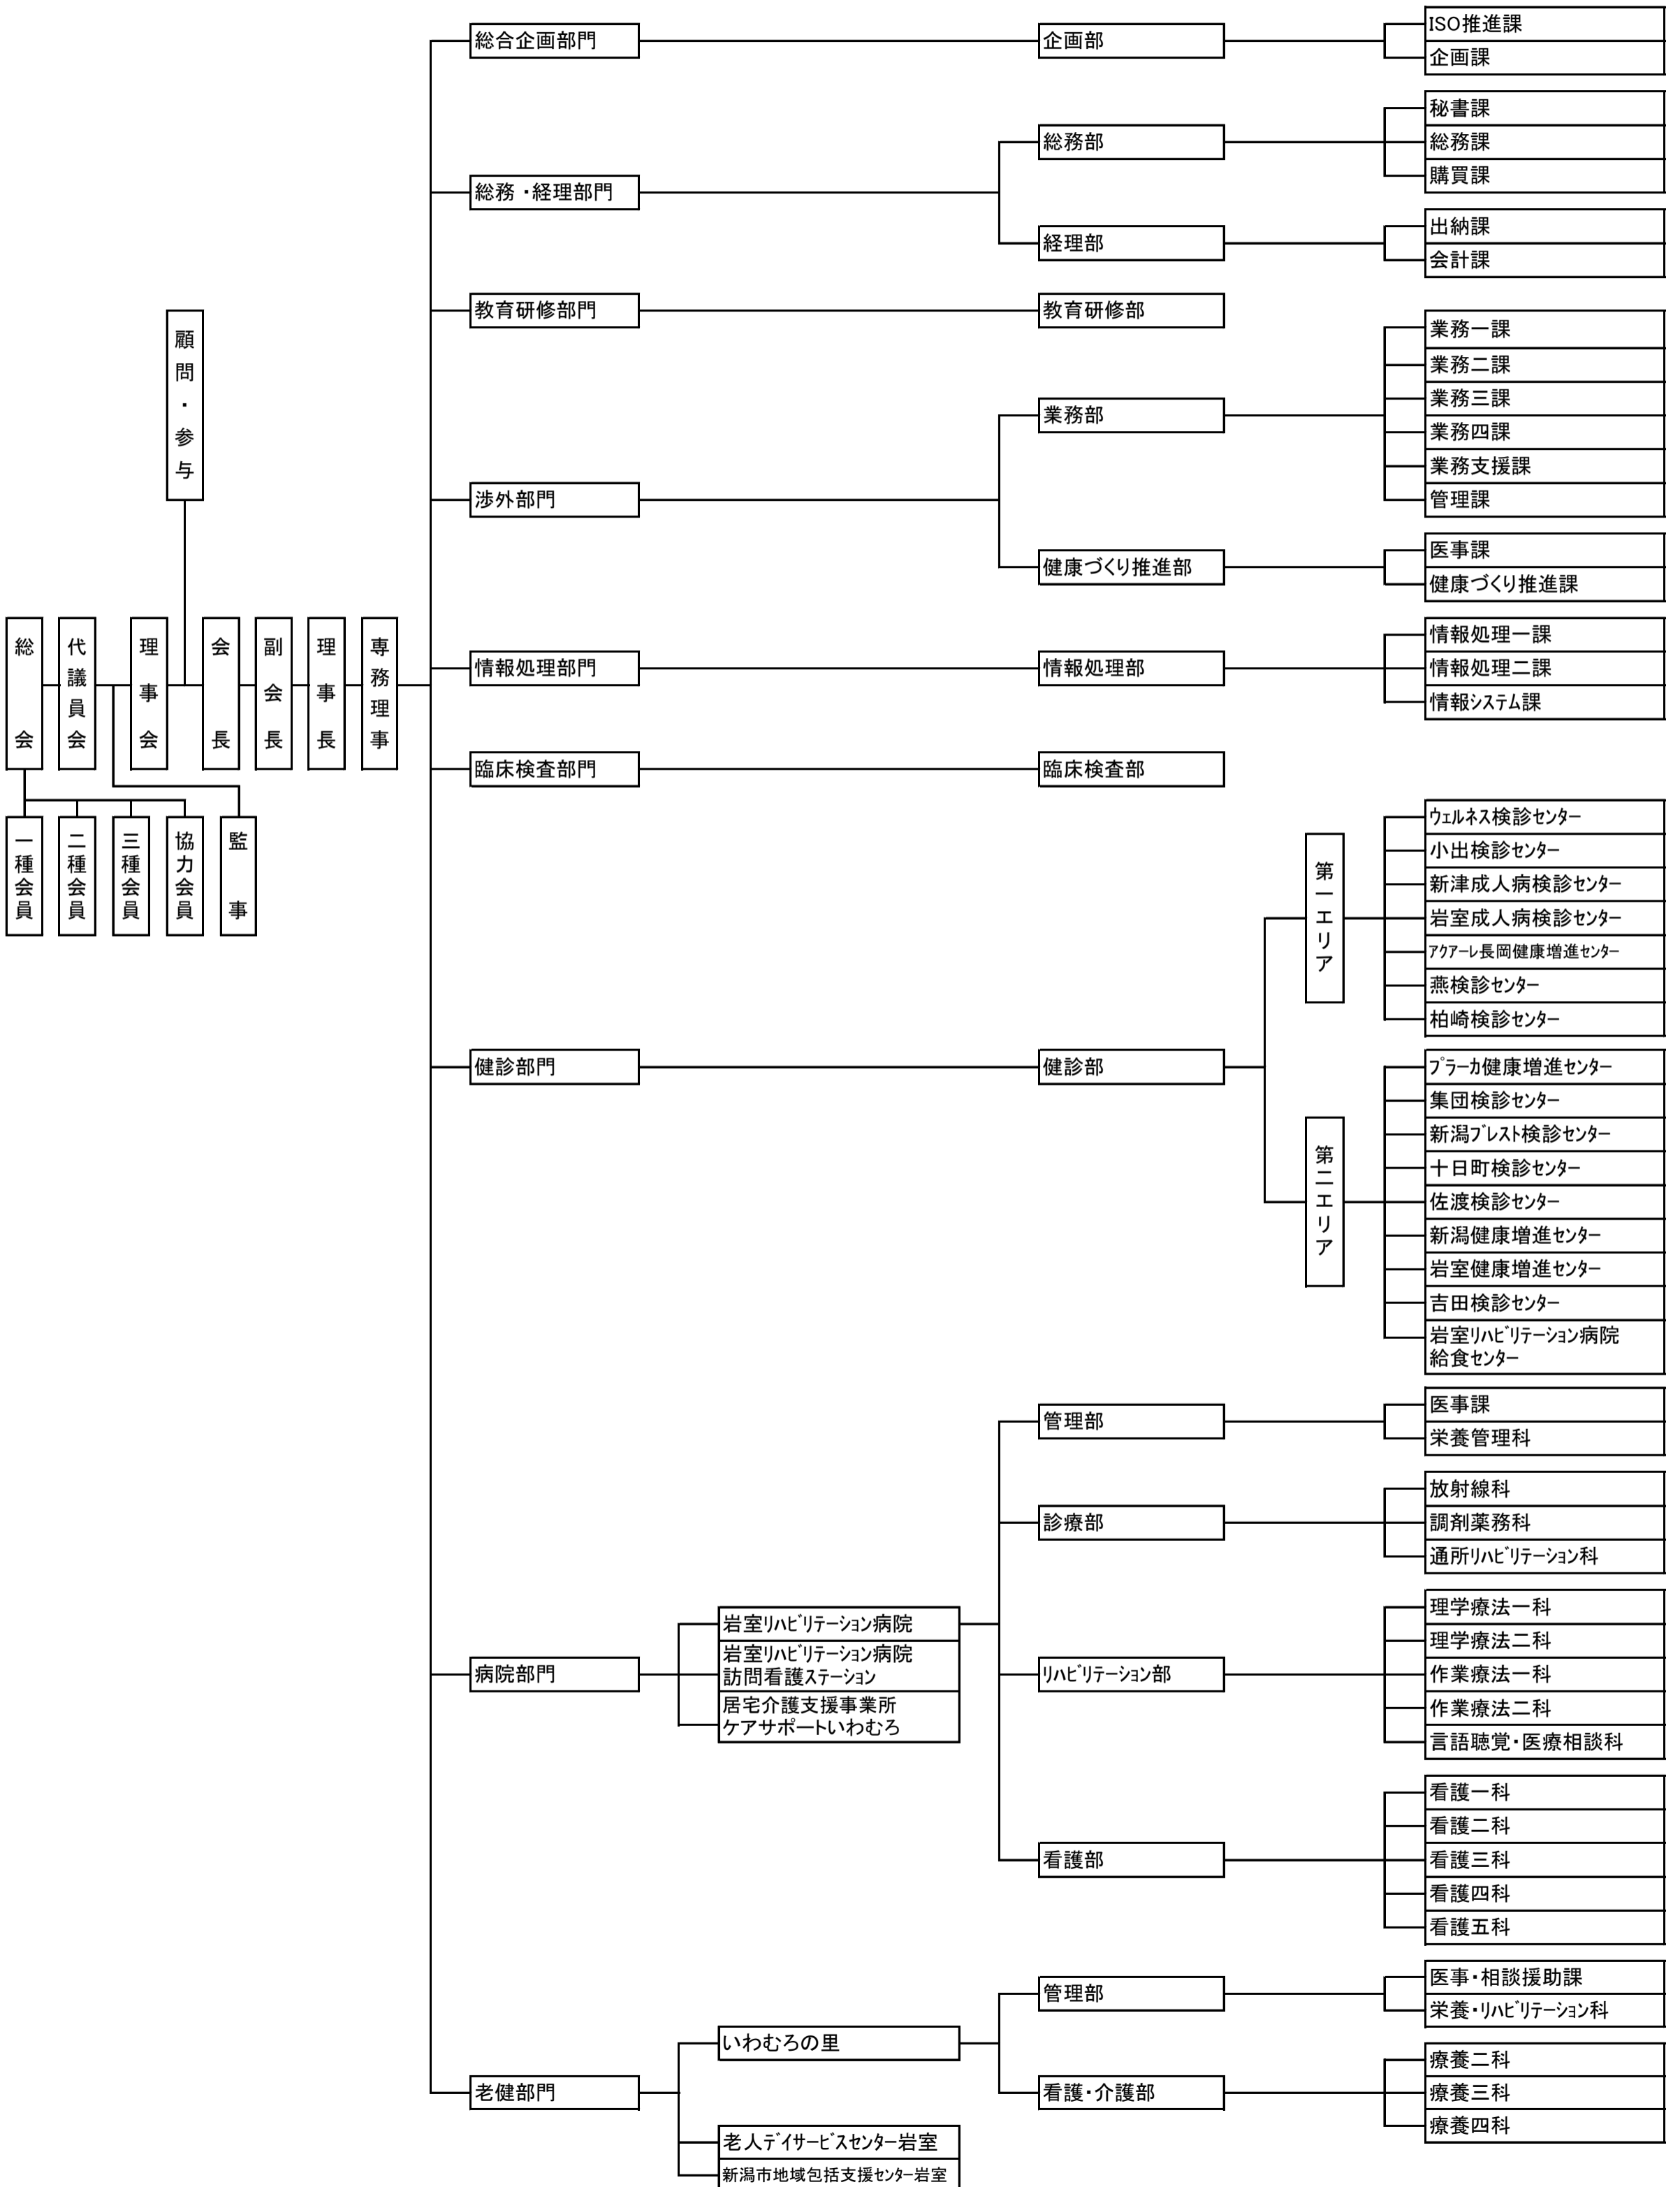 総会
代議員会
理事会
顧問・参与
会長
副会長
理事長
専務理事
一種会員
二種会員
三種会員
協力会員
監事
総合企画部門
企画部
ISO推進課
企画課
総務・経理部門
総務部
秘書課
総務課
購買課
経理部
出納課
会計課
教育研修部門
教育研修部
渉外部門
業務部
業務一課
業務二課
業務三課
業務四課
業務支援課
管理課
健康づくり推進部
医事課
健康づくり推進課
情報処理部門
情報処理部
情報処理一課
情報処理二課
情報ｼｽﾃﾑ課
臨床検査部門
臨床検査部
健診部門
健診部
第一エリア
ｳｪﾙﾈｽ検診ｾﾝﾀｰ
小出検診ｾﾝﾀｰ
新津成人病検診ｾﾝﾀｰ
岩室成人病検診ｾﾝﾀｰ
ｱｸｱｰﾚ長岡健康増進ｾﾝﾀｰ
燕検診ｾﾝﾀｰ
柏崎検診ｾﾝﾀｰ
第二エリア
ﾌﾟﾗｰｶ健康増進ｾﾝﾀｰ
集団検診ｾﾝﾀｰ
新潟ﾌﾞﾚｽﾄ検診ｾﾝﾀｰ
十日町検診ｾﾝﾀｰ
佐渡検診ｾﾝﾀｰ
新潟健康増進ｾﾝﾀｰ
岩室健康増進ｾﾝﾀｰ
吉田検診ｾﾝﾀｰ
岩室ﾘﾊﾋﾞﾘﾃｰｼｮﾝ病院
給食ｾﾝﾀｰ
病院部門
岩室ﾘﾊﾋﾞﾘﾃｰｼｮﾝ病院
岩室ﾘﾊﾋﾞﾘﾃｰｼｮﾝ病院
訪問看護ｽﾃｰｼｮﾝ
居宅介護支援事業所
ケアサポートいわむろ
管理部
医事課
栄養管理科
診療部
放射線科
調剤薬務科
通所ﾘﾊﾋﾞﾘﾃｰｼｮﾝ科
ﾘﾊﾋﾞﾘﾃｰｼｮﾝ部
理学療法一科
理学療法二科
作業療法一科
作業療法二科
言語聴覚・医療相談科
看護部
看護一科
看護二科
看護三科
看護四科
看護五科
老健部門
いわむろの里
管理部
医事・相談援助課
栄養・ﾘﾊﾋﾞﾘﾃｰｼｮﾝ科
看護・介護部
療養二科
療養三科
療養四科
老人ﾃﾞｲｻｰﾋﾞｽｾﾝﾀｰ岩室
新潟市地域包括支援ｾﾝﾀｰ岩室